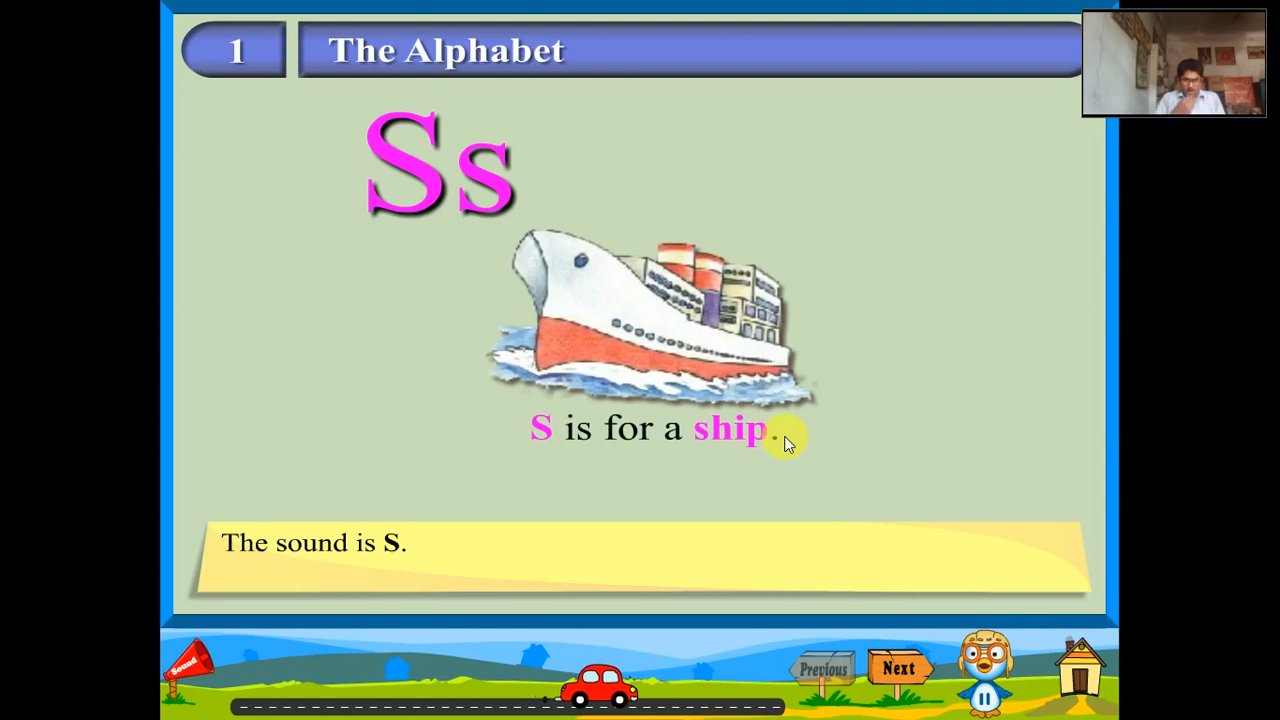 1
The Alphabet
Ss
S is for a ship.
The sound is S.
Sound
Previous
Next